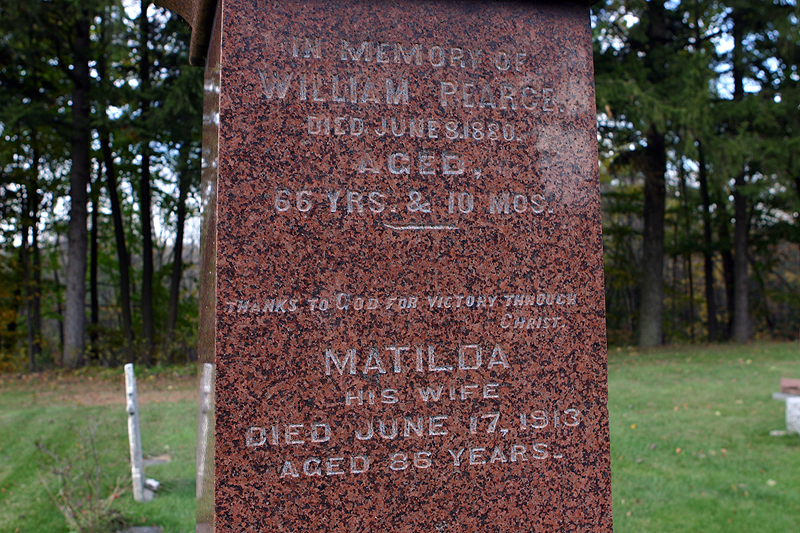 IN MEMORY OF
WILLIAM PEARCE.
DIED JUNE 8, 1880.
AGED,
66 YRS. & 10 MOS.
THANKS TO GOD FOR VICTORY THROUGH
CHRIST.
MATILDA
HIS WIFE
DIED JUNE 17, 1913
AGED 86 YEARS.